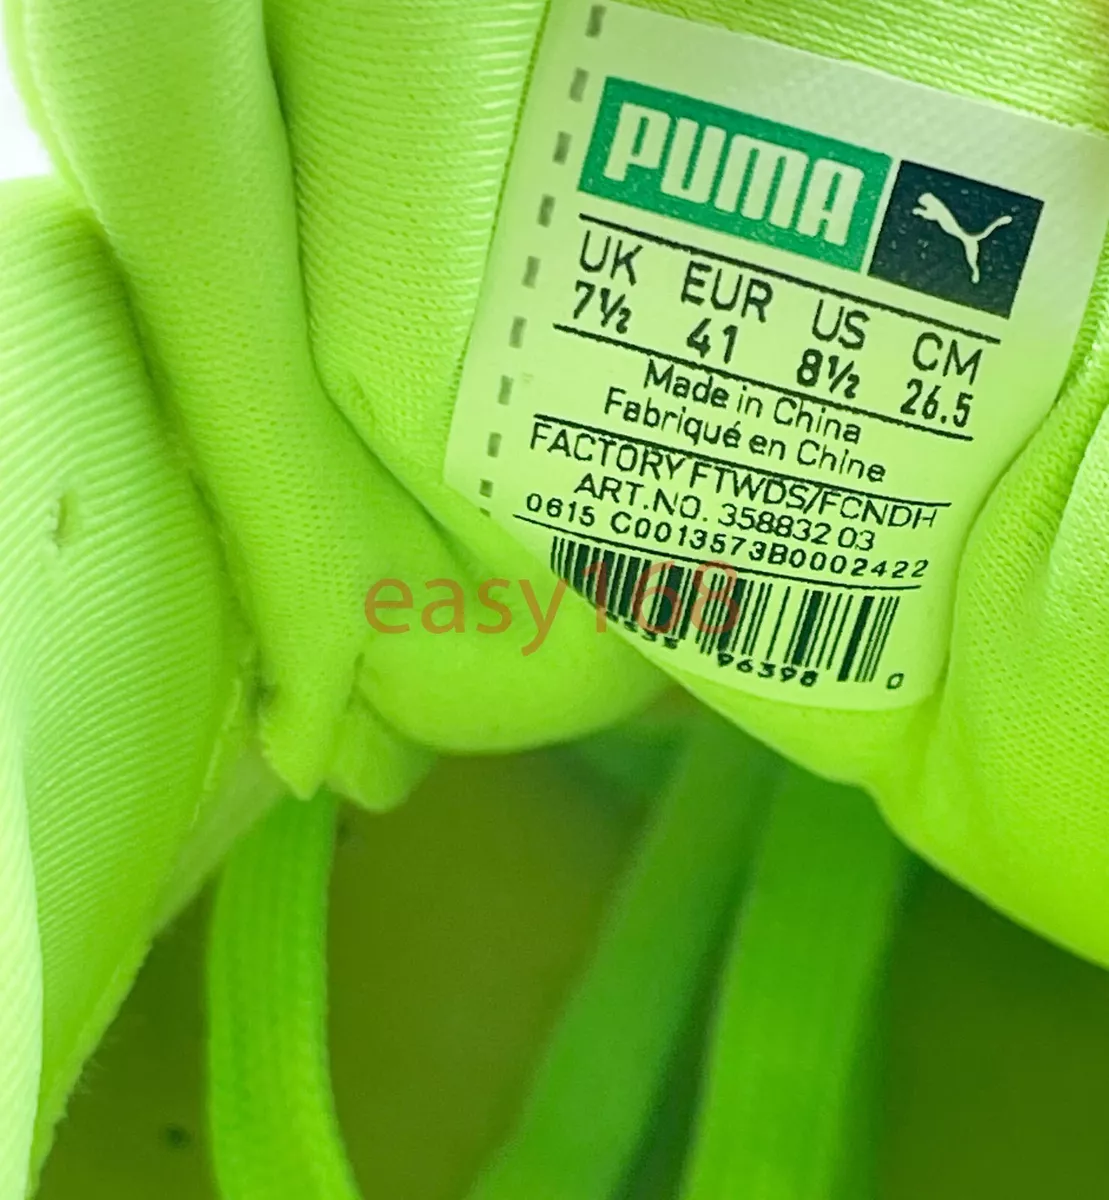 PUMA
UK EUR US CM
7½ 41 8½ 26.5
Made in China
Fabriqué en Chine
FACTORY FTWDS/FCNDH
ART.NO. 358832 03
0615 C0013573B0002422
easy168
96398 0